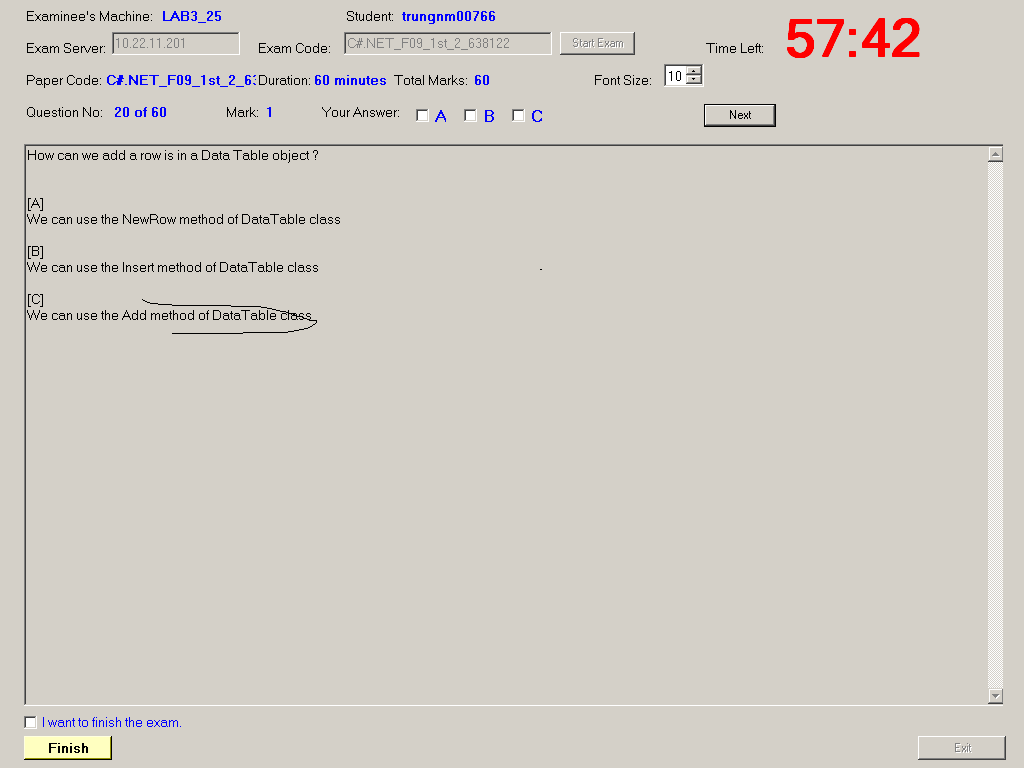 Examinee's Machine: LAB3_25 Student: trungnm00766
Exam Server: 10.22.11.201 Exam Code: C#.NET_F09_1st_2_638122 Start Exam Time Left: 57:42
Paper Code: C#.NET_F09_1st_2_6: Duration: 60 minutes Total Marks: 60 Font Size: 10
Question No: 20 of 60 Mark: 1 Your Answer: A B C Next
How can we add a row is in a Data Table object ?
[A]
We can use the NewRow method of DataTable class
[B]
We can use the Insert method of DataTable class
[C]
We can use the Add method of DataTable class
I want to finish the exam.
Finish Exit